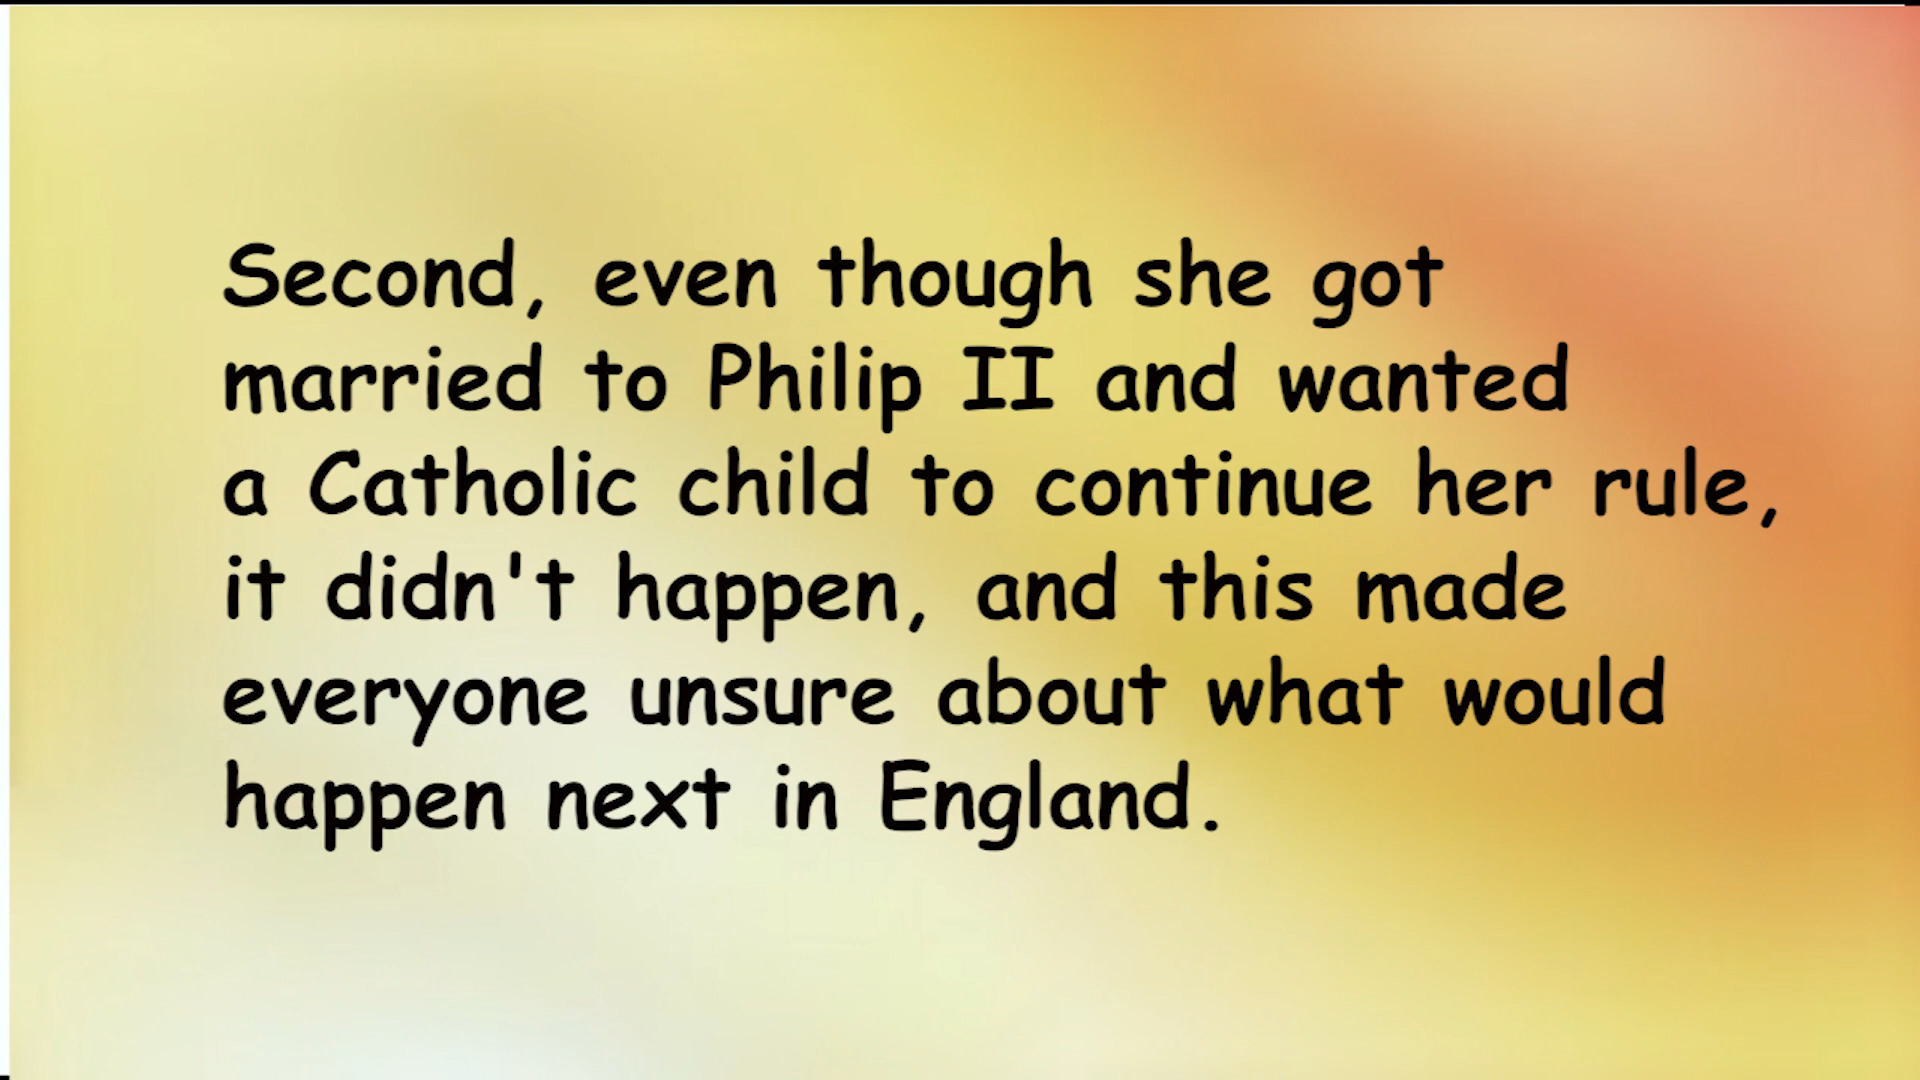 Second, even though she got
married to Philip II and wanted
a Catholic child to continue her rule,
it didn't happen, and this made
everyone unsure about what would
happen next in England.